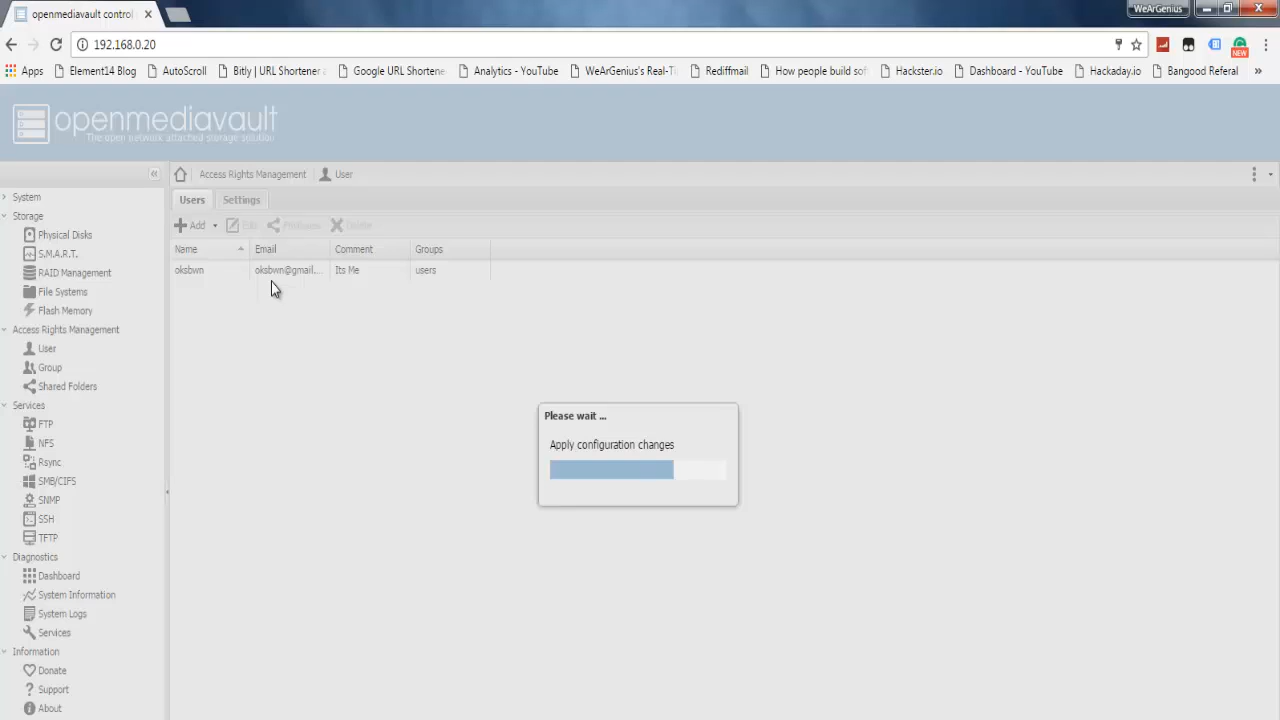 openmediavault control
WeArGenius
192.168.0.20
NEW
Apps
Element14 Blog
AutoScroll
Bitly | URL Shortener a
Google URL Shortene
Analytics - YouTube
WeArGenius's Real-Ti
Rediffmail
How people build sof
Hackster.io
Dashboard - YouTube
Hackaday.io
Bangood Referal
»
openmediavault
The open network attached storage solution
«
Access Rights Management
User
System
Storage
Physical Disks
S.M.A.R.T.
RAID Management
File Systems
Flash Memory
Access Rights Management
User
Group
Shared Folders
Services
FTP
NFS
Rsync
SMB/CIFS
SNMP
SSH
TFTP
Diagnostics
Dashboard
System Information
System Logs
Services
Information
Donate
Support
About
Users
Settings
Add
Edit
Privileges
Delete
Name
Email
Comment
Groups
oksbwn
oksbwn@gmail....
Its Me
users
Please wait ...
Apply configuration changes